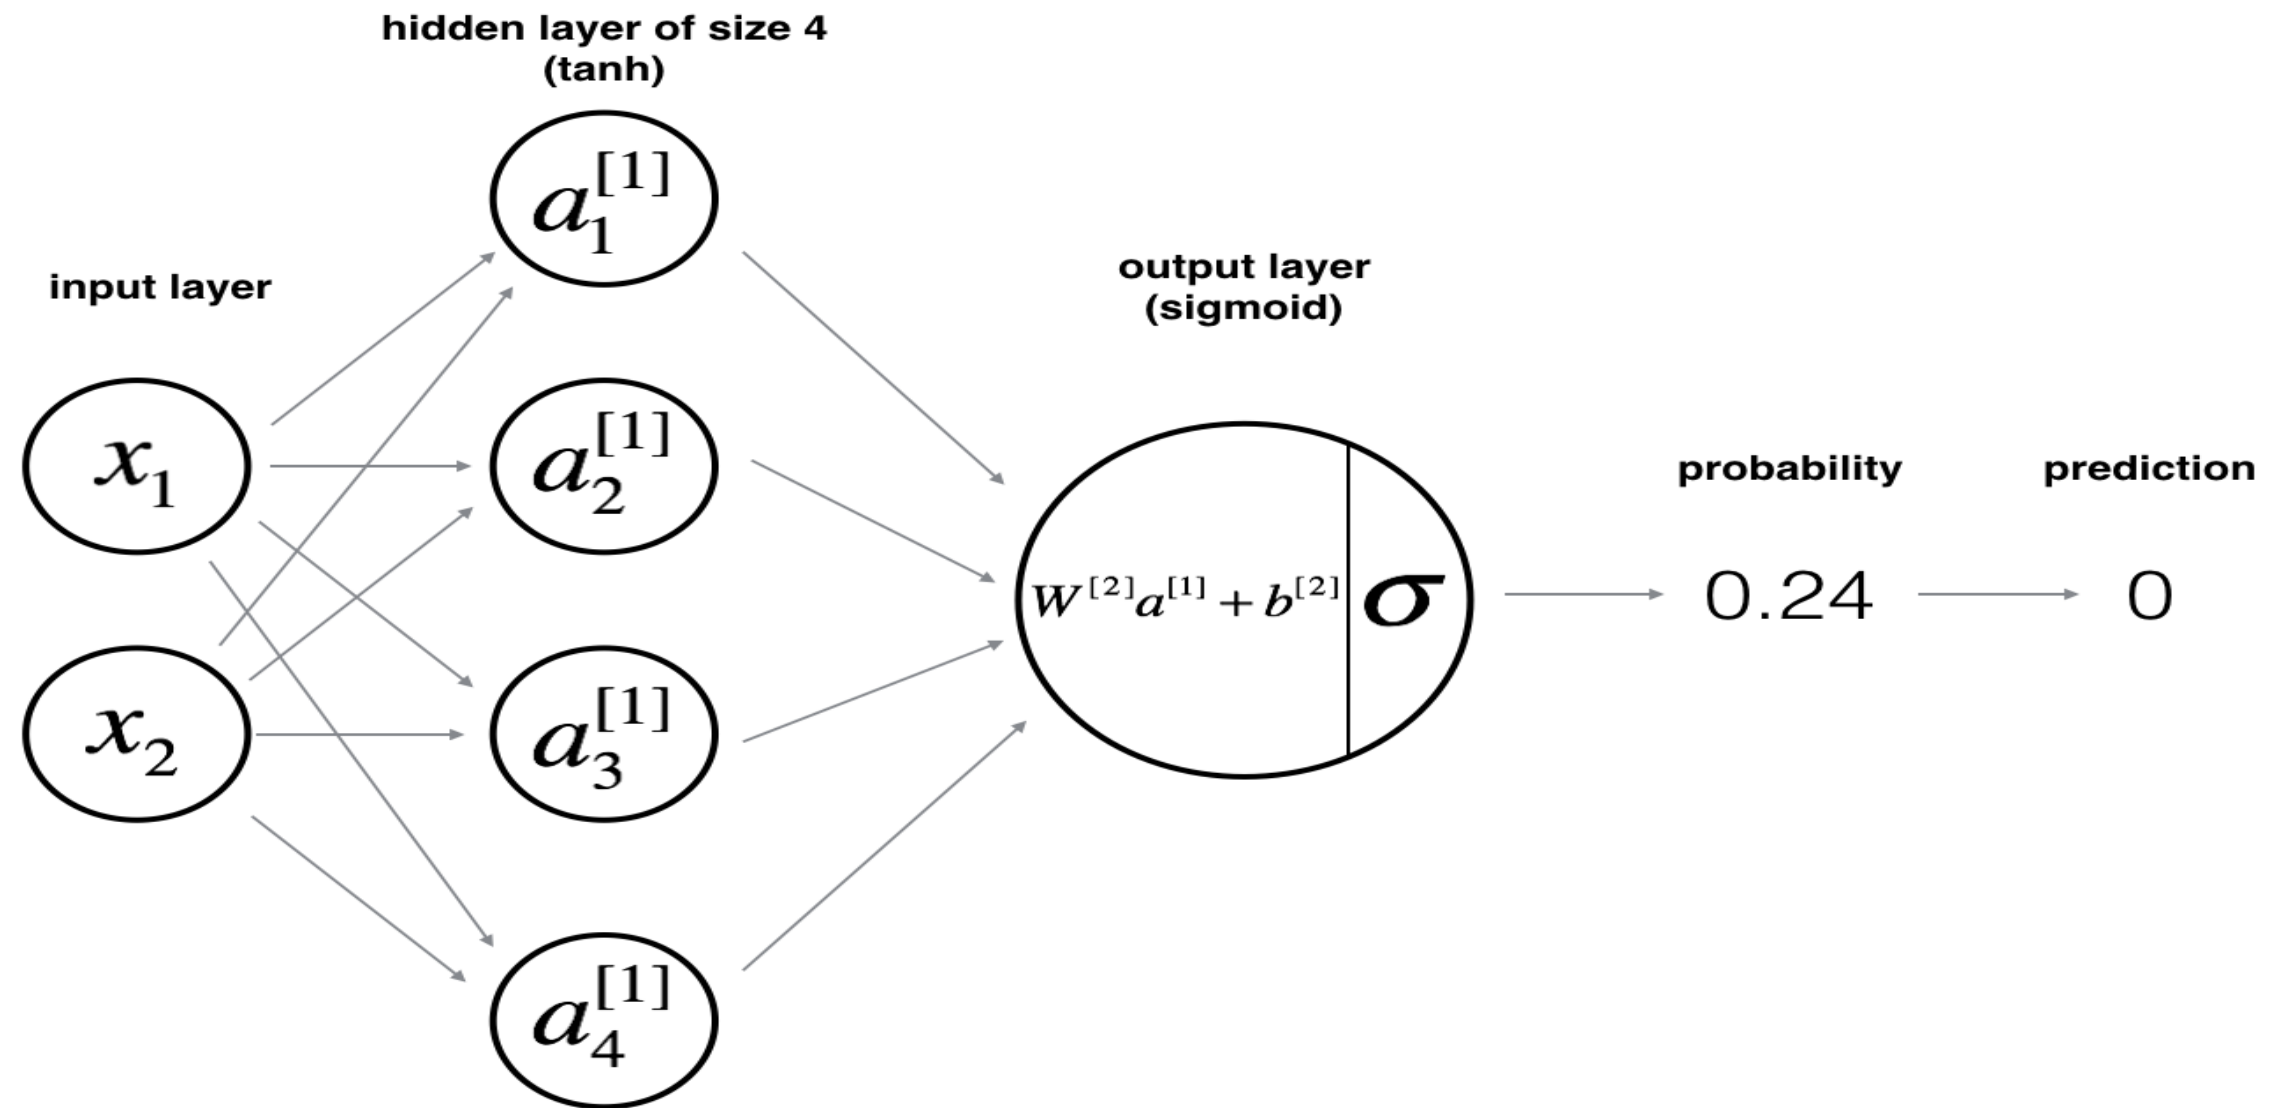 hidden layer of size 4
(tanh)
input layer
output layer
(sigmoid)
probability
prediction
x₁
x₂
a₁^[1]
a₂^[1]
a₃^[1]
a₄^[1]
W^[2]a^[1] + b^[2]
σ
0.24
0